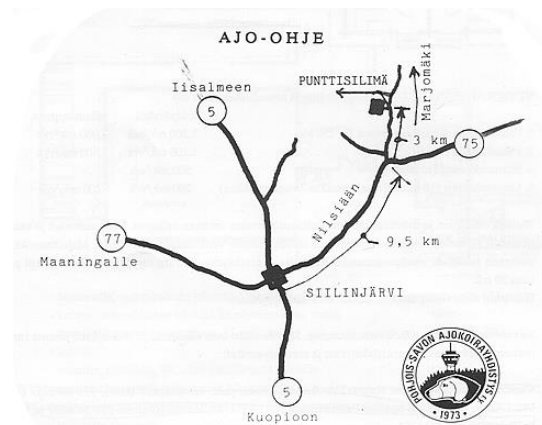 AJO-OHJE
Iisalmeen
5
PUNTTISILIMÄ
Marjomäki
3 km
75
77
Maaningalle
Nilsiään
9,5 km
SIILINJÄRVI
5
Kuopioon
POHJOIS-SAVON AJOKOIRAYHDISTYS ry
• 1973 •